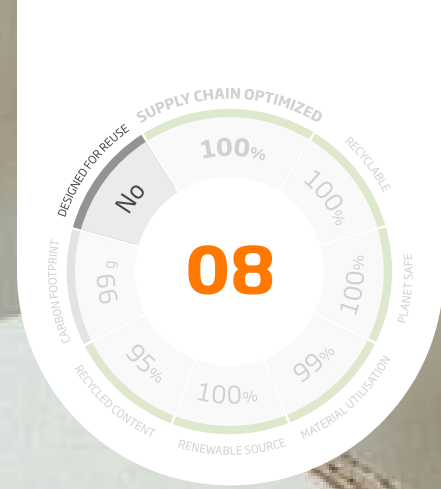 SUPPLY CHAIN OPTIMIZED
100%
RECYCLABLE
100%
PLANET SAFE
100%
MATERIAL UTILISATION
99%
RENEWABLE SOURCE
100%
RECYCLED CONTENT
95%
CARBON FOOTPRINT
66 g
DESIGNED FOR REUSE
No
08